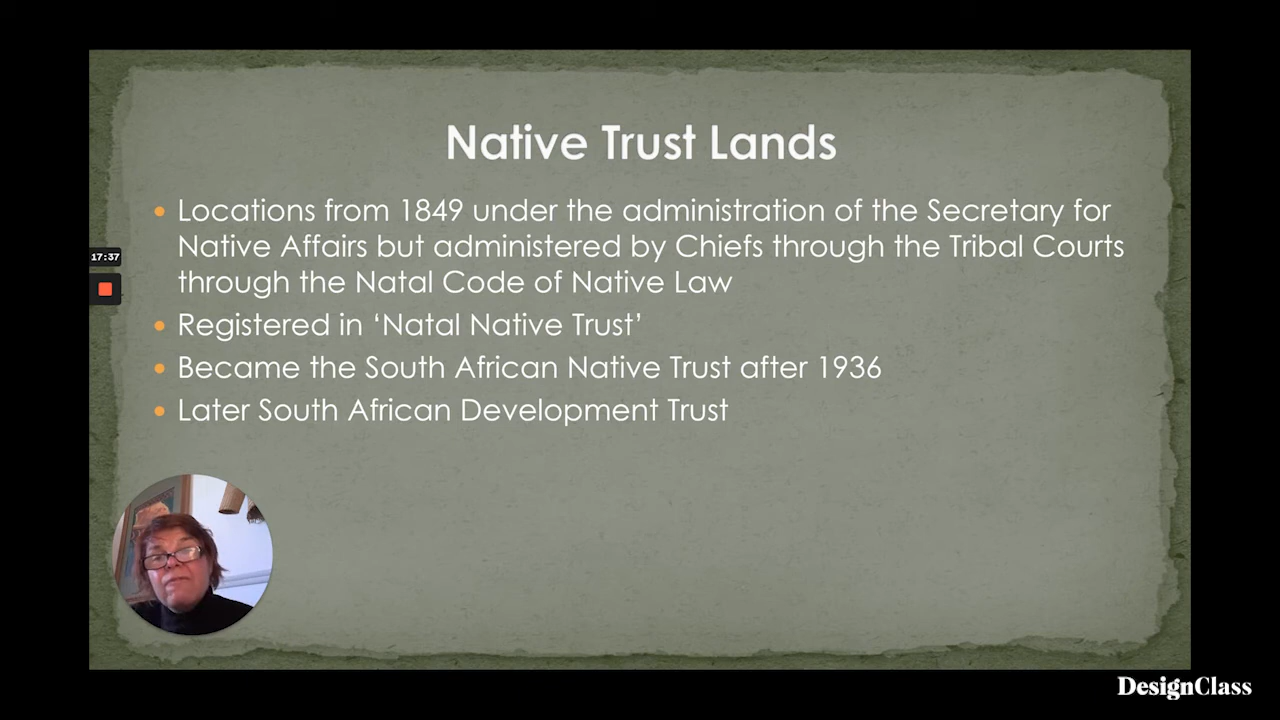 Native Trust Lands
Locations from 1849 under the administration of the Secretary for
Native Affairs but administered by Chiefs through the Tribal Courts
through the Natal Code of Native Law
Registered in ‘Natal Native Trust’
Became the South African Native Trust after 1936
Later South African Development Trust
17:37
DesignClass